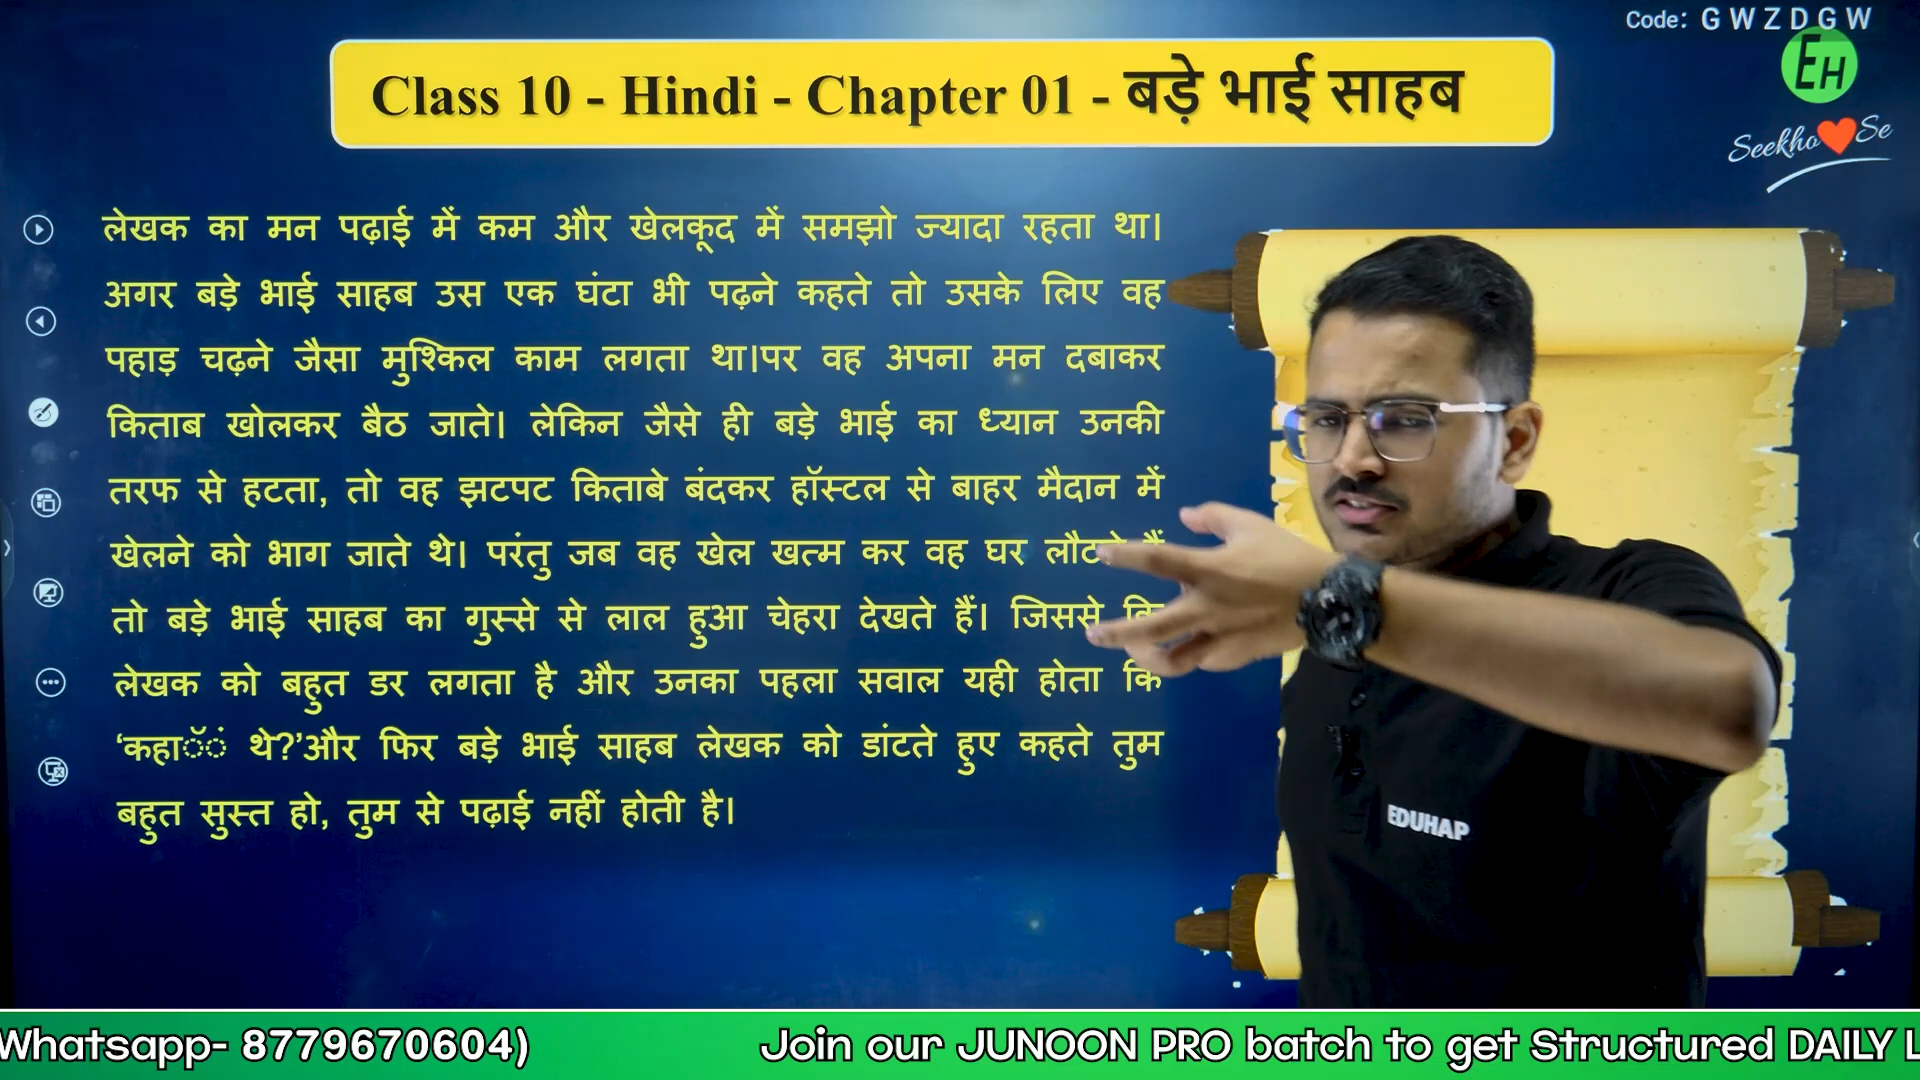 Code: G W Z D G W
EH
Class 10 - Hindi - Chapter 01 - बड़े भाई साहब
Seekho ❤ Se
लेखक का मन पढ़ाई में कम और खेलकूद में समझो ज्यादा रहता था।
अगर बड़े भाई साहब उस एक घंटा भी पढ़ने कहते तो उसके लिए वह
पहाड़ चढ़ने जैसा मुश्किल काम लगता था।पर वह अपना मन दबाकर
किताब खोलकर बैठ जाते। लेकिन जैसे ही बड़े भाई का ध्यान उनकी
तरफ से हटता, तो वह झटपट किताबे बंदकर हॉस्टल से बाहर मैदान में
खेलने को भाग जाते थे। परंतु जब वह खेल खत्म कर वह घर
तो बड़े भाई साहब का गुस्से से लाल हुआ चेहरा देखते हैं। जिससे
लेखक को बहुत डर लगता है और उनका पहला सवाल यही होता कि
‘कहाॅं थे?’और फिर बड़े भाई साहब लेखक को डांटते हुए कहते तुम
बहुत सुस्त हो, तुम से पढ़ाई नहीं होती है।
EDUHAP
Whatsapp- 8779670604) Join our JUNOON PRO batch to get Structured DAILY L